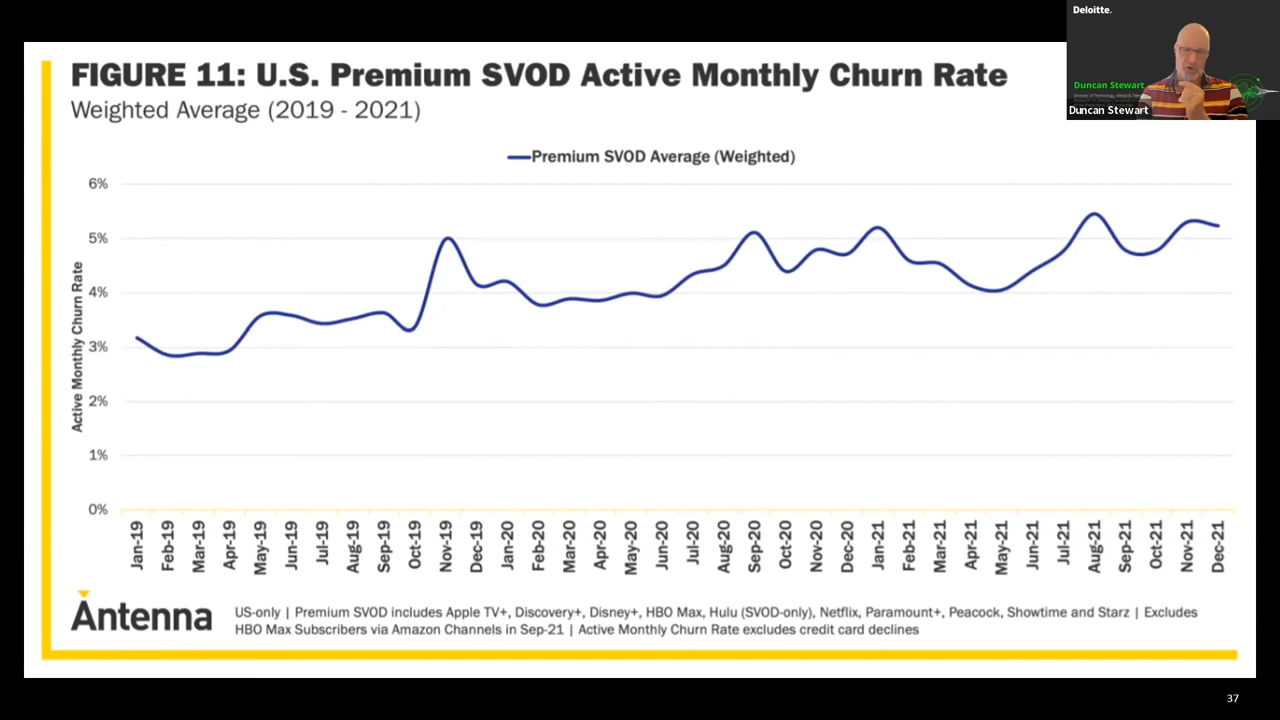 Deloitte.
Duncan Stewart
Duncan Stewart
FIGURE 11: U.S. Premium SVOD Active Monthly Churn Rate
Weighted Average (2019 - 2021)
Premium SVOD Average (Weighted)
Active Monthly Churn Rate
6%
5%
4%
3%
2%
1%
0%
Jan-19
Feb-19
Mar-19
Apr-19
May-19
Jun-19
Jul-19
Aug-19
Sep-19
Oct-19
Nov-19
Dec-19
Jan-20
Feb-20
Mar-20
Apr-20
May-20
Jun-20
Jul-20
Aug-20
Sep-20
Oct-20
Nov-20
Dec-20
Jan-21
Feb-21
Mar-21
Apr-21
May-21
Jun-21
Jul-21
Aug-21
Sep-21
Oct-21
Nov-21
Dec-21
Antenna
US-only | Premium SVOD includes Apple TV+, Discovery+, Disney+, HBO Max, Hulu (SVOD-only), Netflix, Paramount+, Peacock, Showtime and Starz | Excludes
HBO Max Subscribers via Amazon Channels in Sep-21 | Active Monthly Churn Rate excludes credit card declines
37